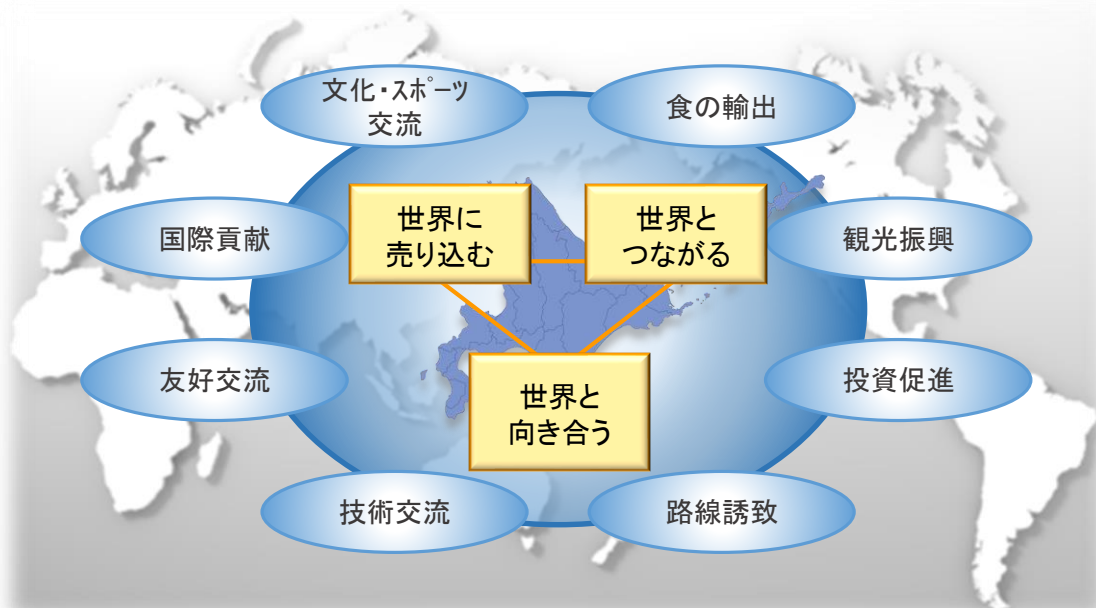 文化・スポーツ
交流
食の輸出
世界に
売り込む
世界と
つながる
国際貢献
観光振興
友好交流
投資促進
世界と
向き合う
技術交流
路線誘致